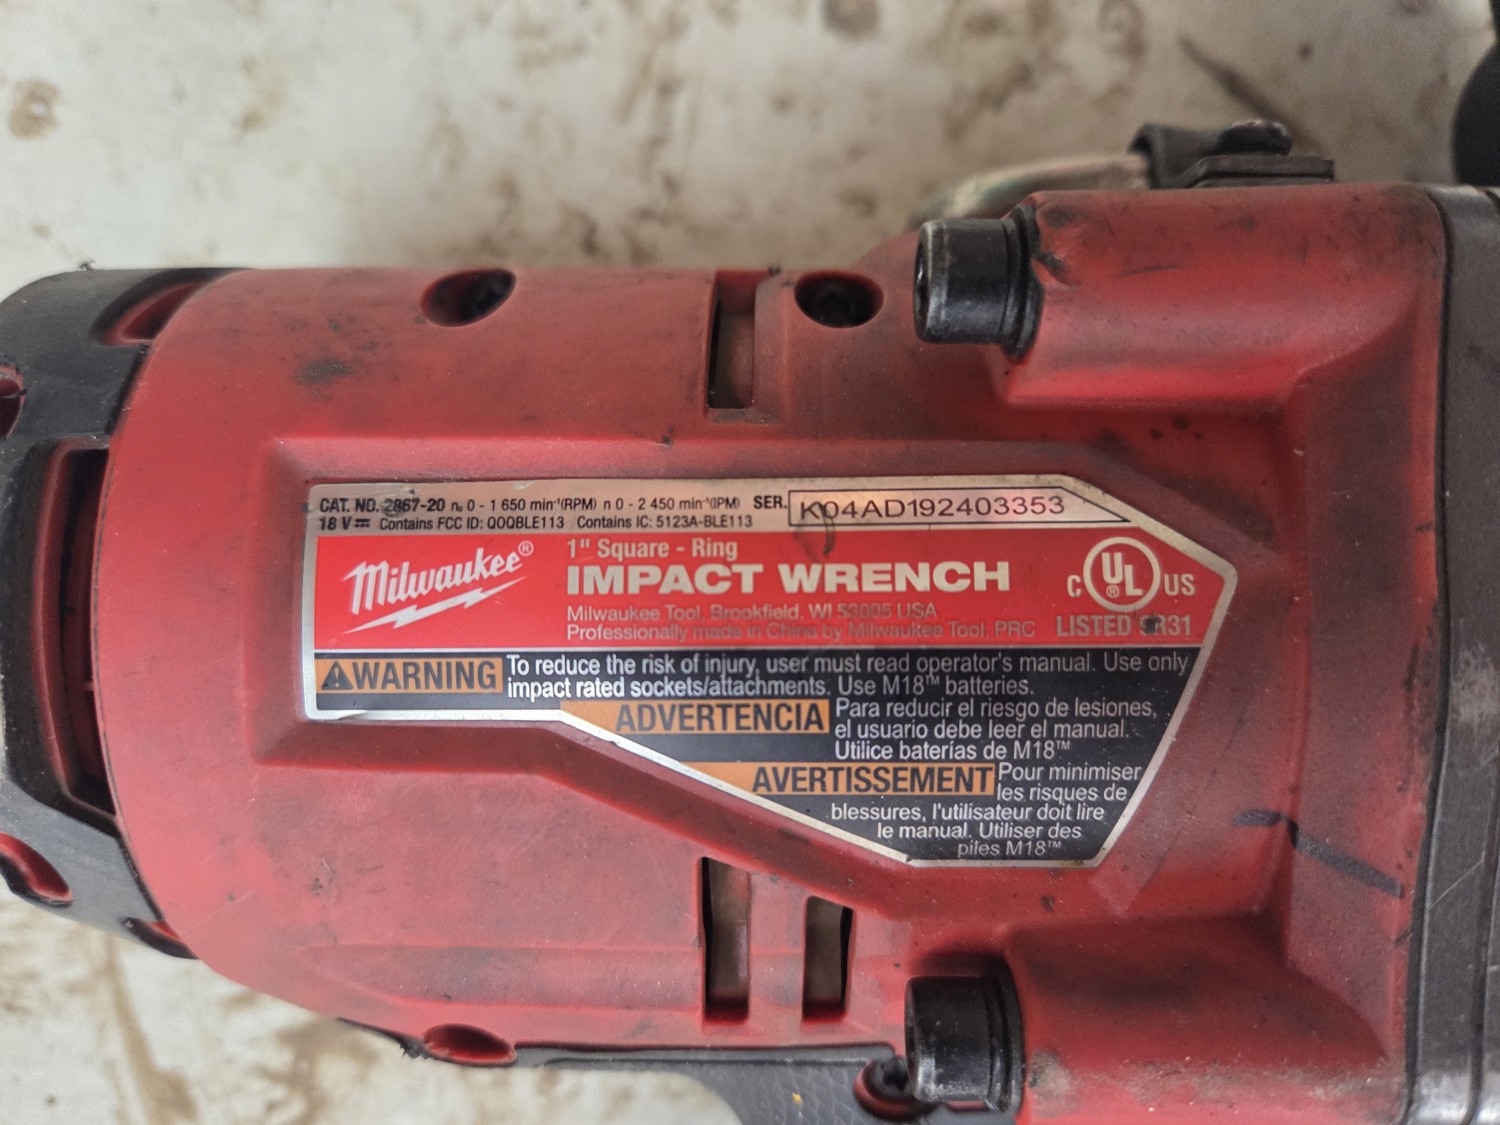 CAT. NO. 2867-20 n₀ 0 - 1 650 min⁻¹(RPM) n 0 - 2 450 min⁻¹(IPM) SER. K04AD192403353
18 V⎓ Contains FCC ID: QOQBLE113 Contains IC: 5123A-BLE113
Milwaukee®
1" Square - Ring
IMPACT WRENCH
Milwaukee Tool, Brookfield, WI 53005 USA
Professionally made in China by Milwaukee Tool, PRC
C UL® US
LISTED 9R31
⚠WARNING To reduce the risk of injury, user must read operator's manual. Use only
impact rated sockets/attachments. Use M18™ batteries.
ADVERTENCIA Para reducir el riesgo de lesiones,
el usuario debe leer el manual.
Utilice baterías de M18™
AVERTISSEMENT Pour minimiser
les risques de
blessures, l'utilisateur doit lire
le manual. Utiliser des
piles M18™